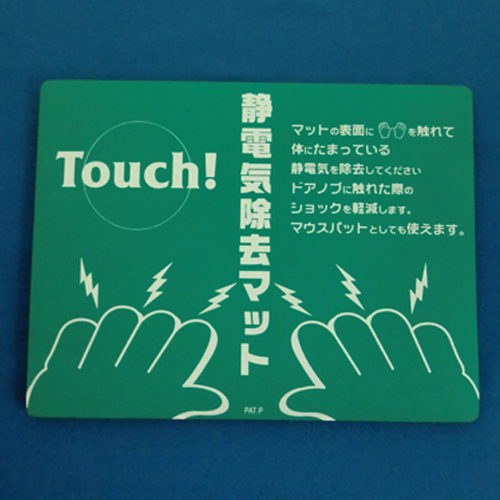 Touch!
静電気除去マット
マットの表面に を触れて
体にたまっている
静電気を除去してください
ドアノブに触れた際の
ショックを軽減します。
マウスパットとしても使えます。
PAT.P